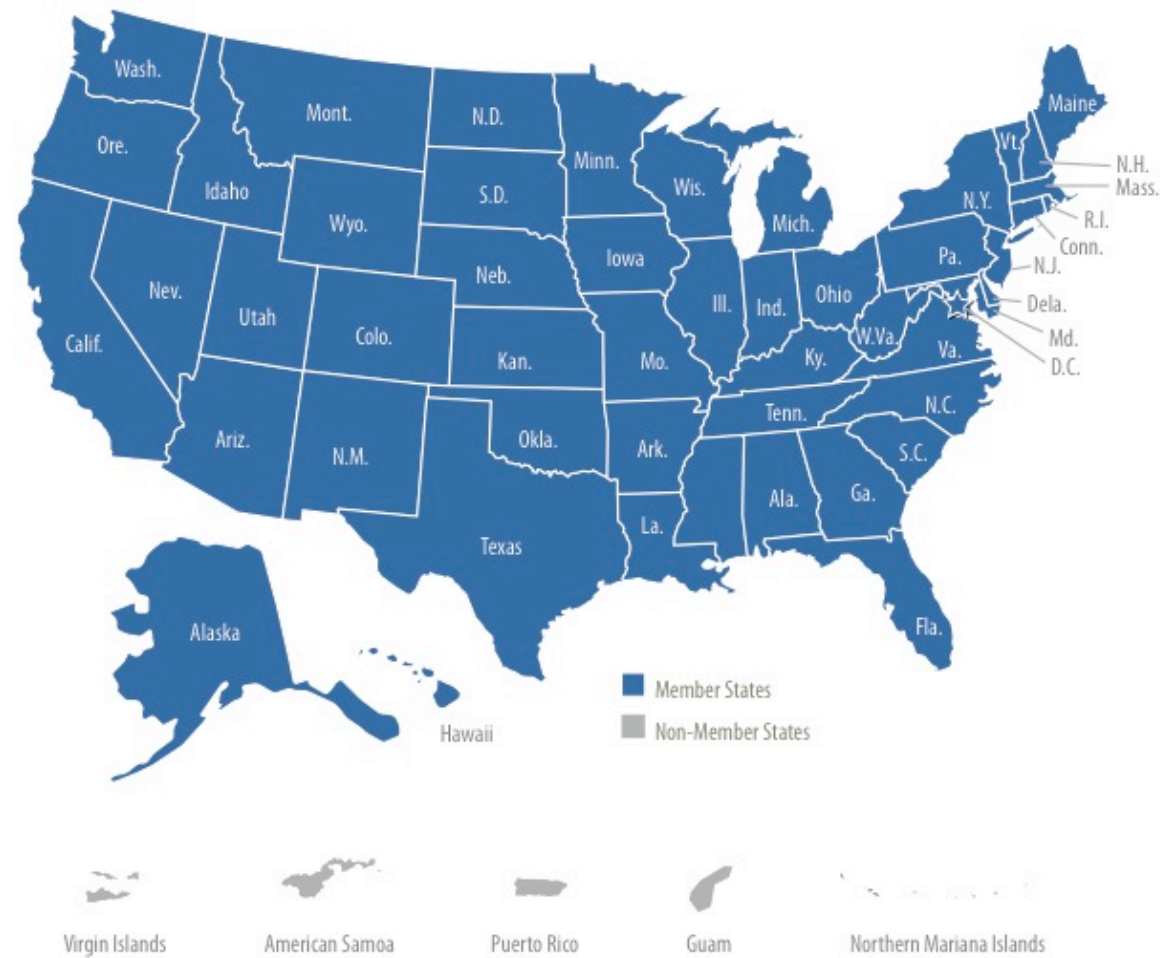 Wash.
Mont.
N.D.
Maine
Ore.
Minn.
Vt.
N.H.
Idaho
S.D.
Wis.
Mass.
Wyo.
Mich.
N.Y.
R.I.
Conn.
Iowa
Pa.
N.J.
Neb.
Nev.
Ohio
Utah
Ill.
Ind.
Dela.
Colo.
W.Va.
Md.
Calif.
Va.
Kan.
Mo.
Ky.
D.C.
Tenn.
N.C.
Ariz.
Okla.
N.M.
Ark.
S.C.
Ala.
Ga.
La.
Texas
Fla.
Alaska
Member States
Hawaii
Non-Member States
Virgin Islands
American Samoa
Puerto Rico
Guam
Northern Mariana Islands